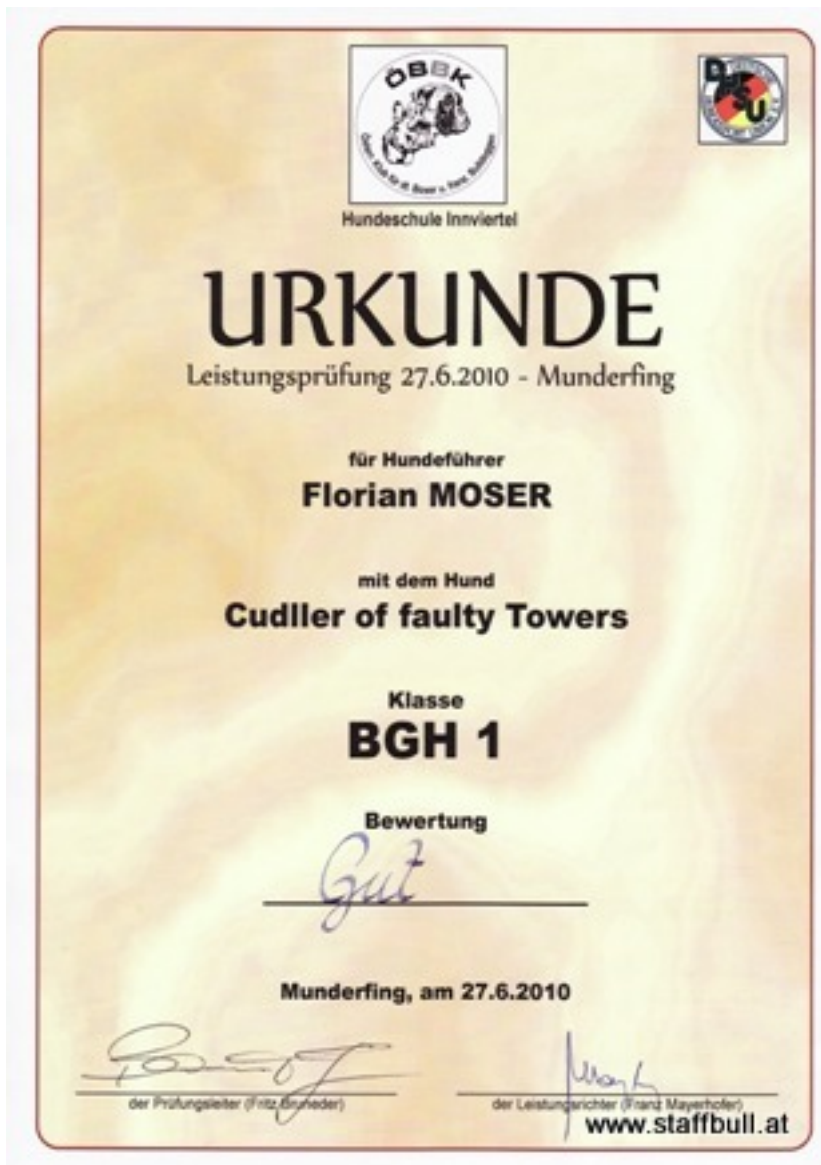 ÖBBK
Hundeschule Innviertel
URKUNDE
Leistungsprüfung 27.6.2010 - Munderfing
für Hundeführer
Florian MOSER
mit dem Hund
Cudller of faulty Towers
Klasse
BGH 1
Bewertung
Gut
Munderfing, am 27.6.2010
der Prüfungsleiter (Fritz Bruneder)
der Leistungsrichter (Franz Mayerhofer)
www.staffbull.at